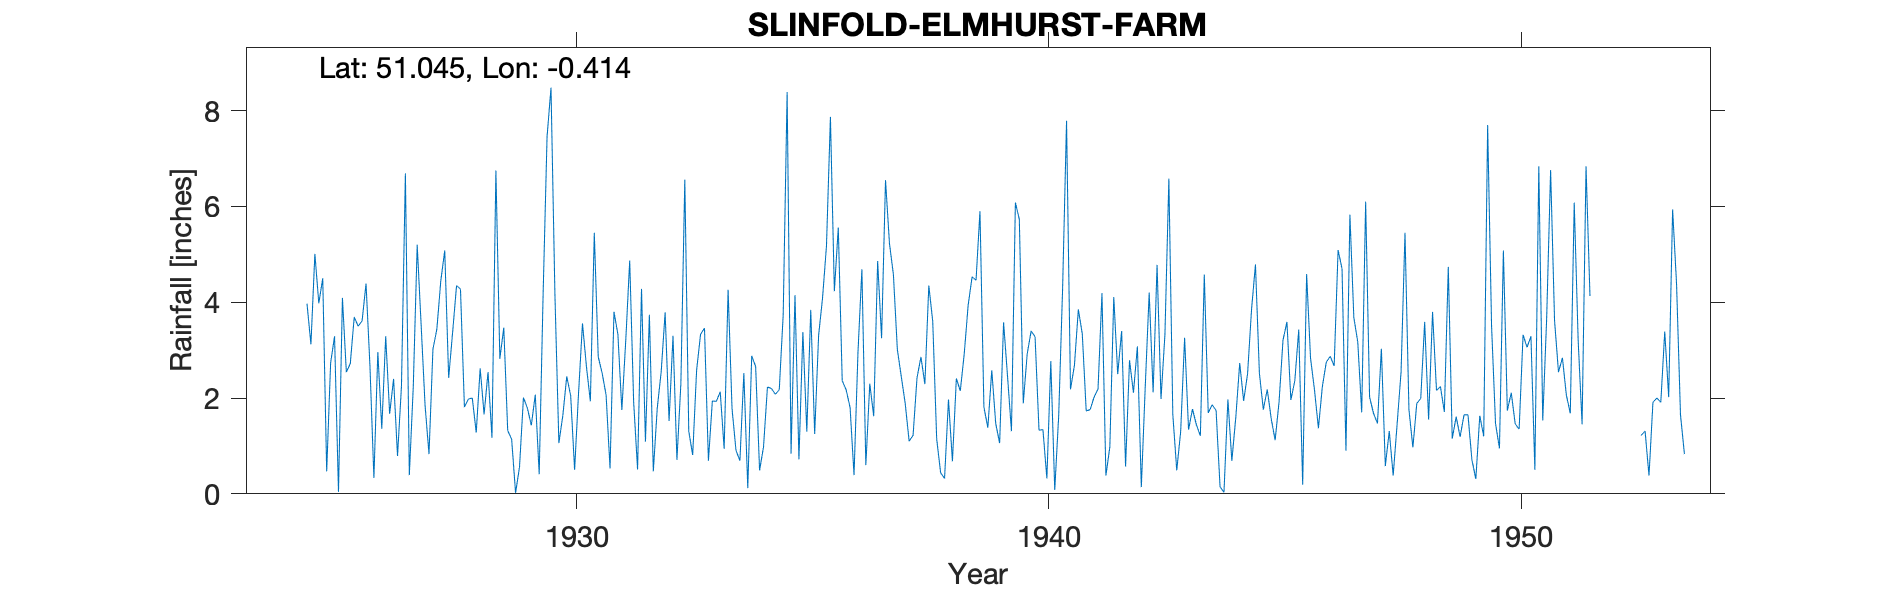 SLINFOLD-ELMHURST-FARM
Lat: 51.045, Lon: -0.414
8
6
4
2
0
Rainfall [inches]
1930
1940
1950
Year